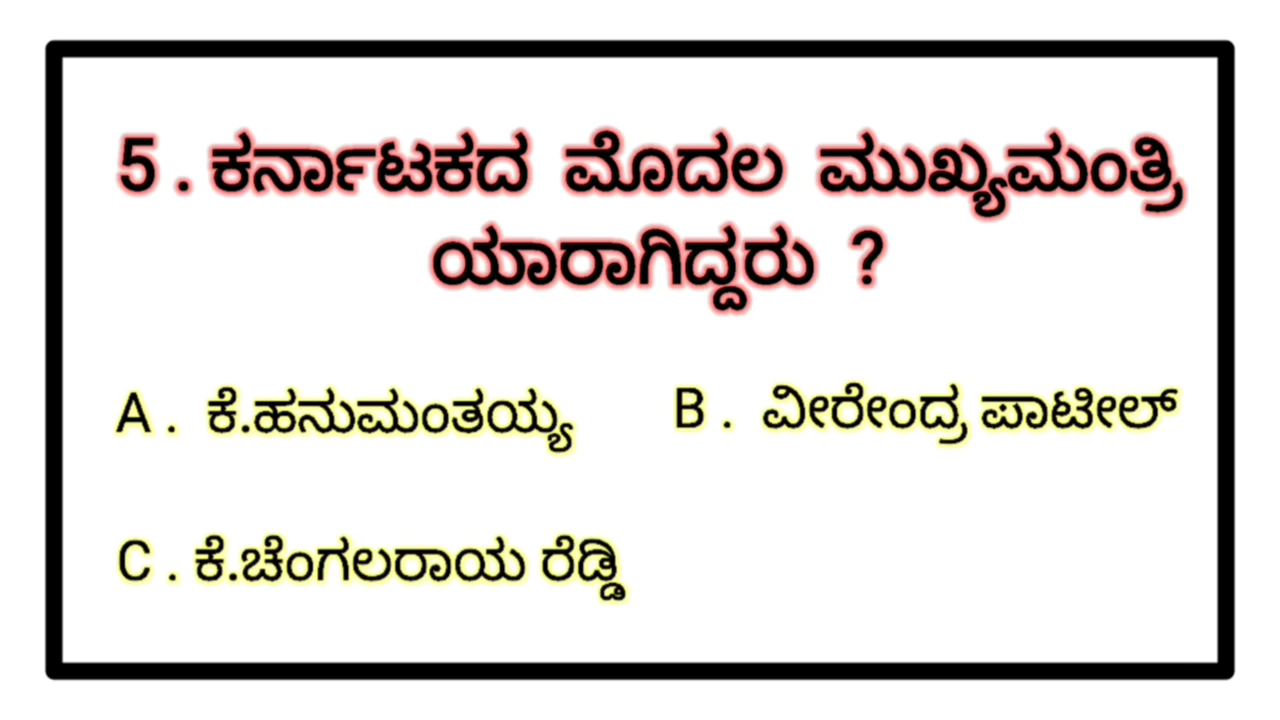 5 . ಕರ್ನಾಟಕದ ಮೊದಲ ಮುಖ್ಯಮಂತ್ರಿ
ಯಾರಾಗಿದ್ದರು ?
A . ಕೆ.ಹನುಮಂತಯ್ಯ B . ವೀರೇಂದ್ರ ಪಾಟೀಲ್
C . ಕೆ.ಚೆಂಗಲರಾಯ ರೆಡ್ಡಿ